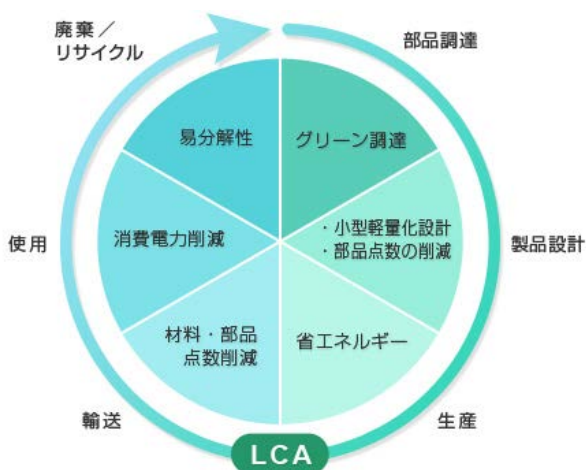 廃棄／
リサイクル
部品調達
易分解性
グリーン調達
使用
消費電力削減
・小型軽量化設計
・部品点数の削減
製品設計
材料・部品
点数削減
省エネルギー
輸送
生産
LCA